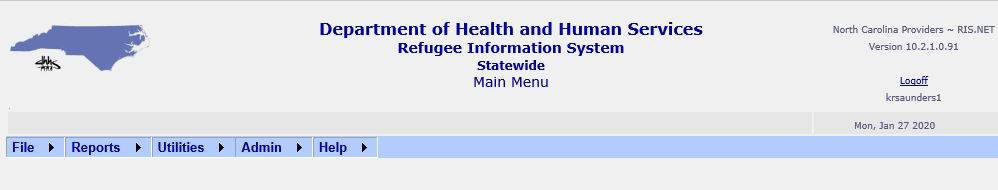 Department of Health and Human Services
Refugee Information System
Statewide
Main Menu
North Carolina Providers ~ RIS.NET
Version 10.2.1.0.91
Logoff
krsaunders1
Mon, Jan 27 2020
File Reports Utilities Admin Help